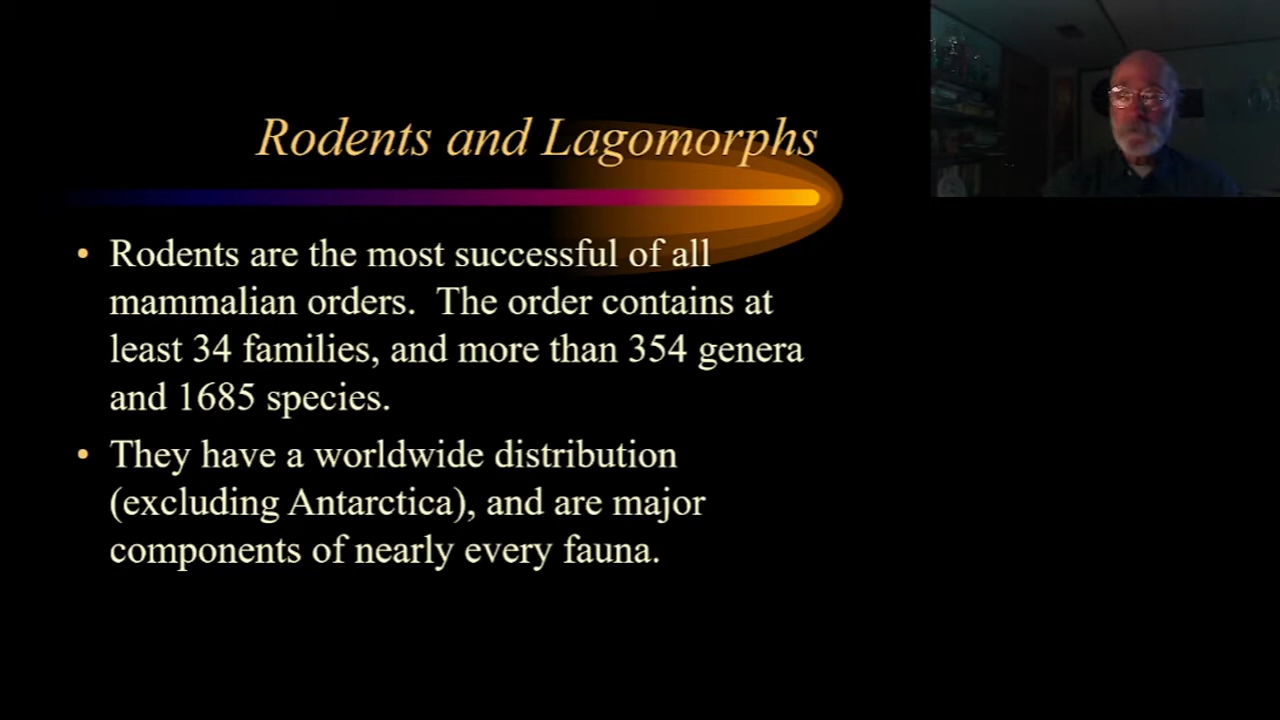 Rodents and Lagomorphs
• Rodents are the most successful of all
mammalian orders.  The order contains at
least 34 families, and more than 354 genera
and 1685 species.
• They have a worldwide distribution
(excluding Antarctica), and are major
components of nearly every fauna.